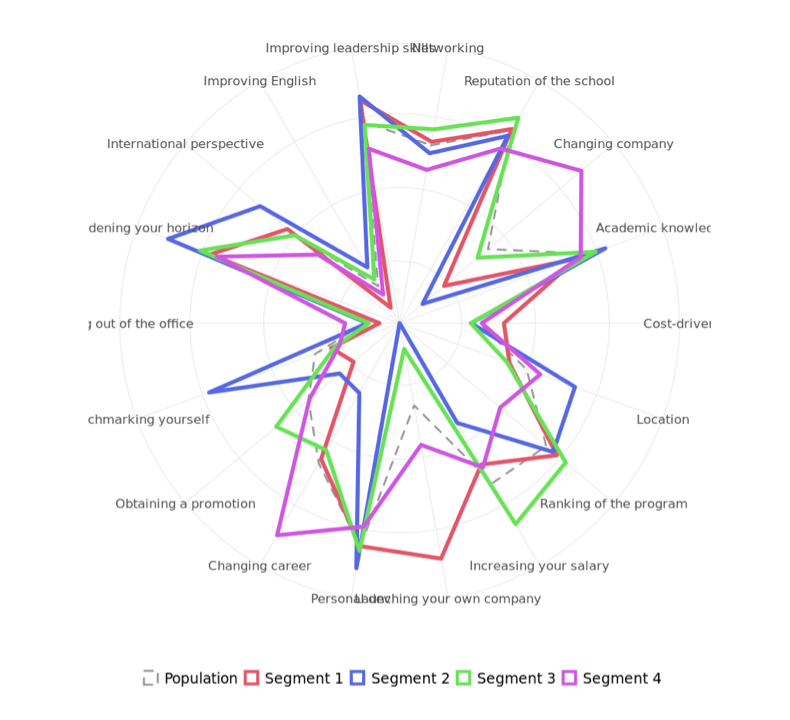 Improving leadership skills
Networking
Improving English
Reputation of the school
International perspective
Changing company
dening your horizon
Academic knowled
out of the office
Cost-driven
chmarking yourself
Location
Obtaining a promotion
Ranking of the program
Changing career
Increasing your salary
Personal
Launching your own company
Population
Segment 1
Segment 2
Segment 3
Segment 4